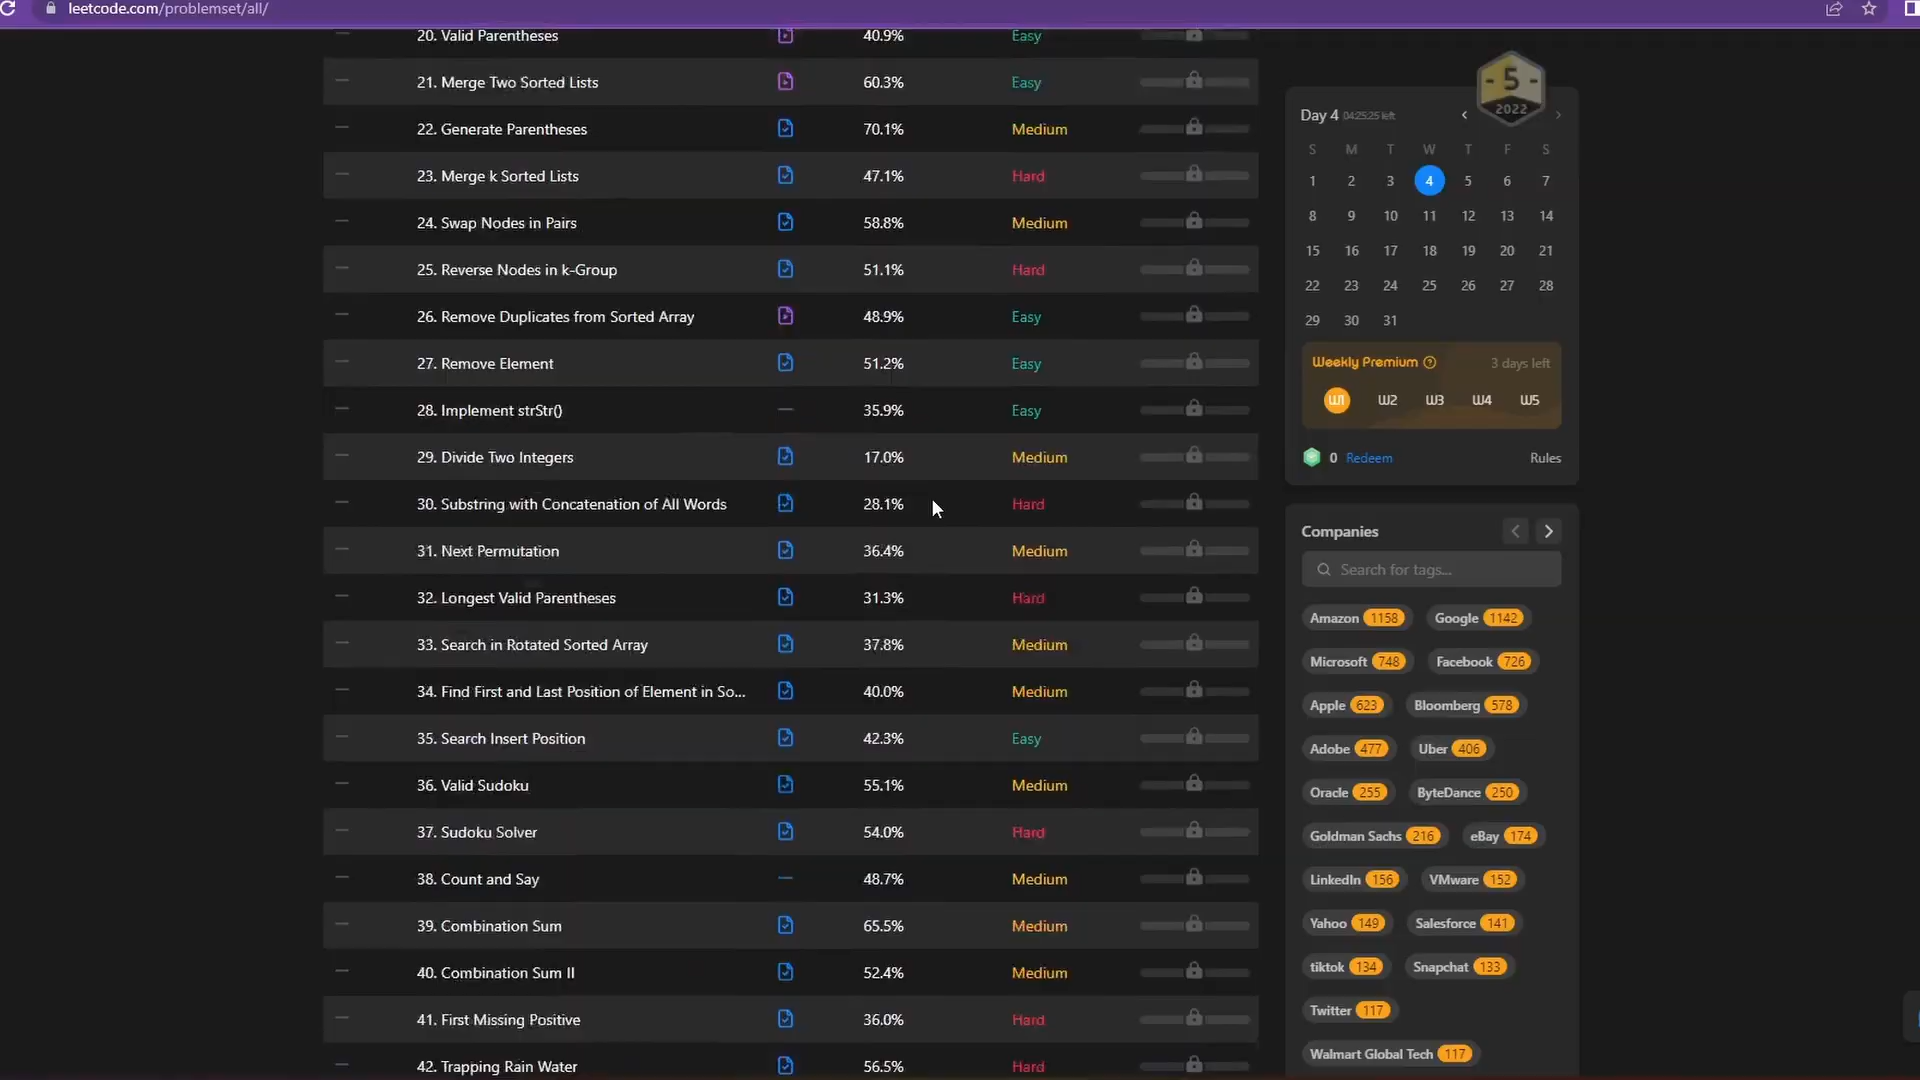 leetcode.com/problemset/all/
20. Valid Parentheses 40.9% Easy
21. Merge Two Sorted Lists 60.3% Easy
22. Generate Parentheses 70.1% Medium
23. Merge k Sorted Lists 47.1% Hard
24. Swap Nodes in Pairs 58.8% Medium
25. Reverse Nodes in k-Group 51.1% Hard
26. Remove Duplicates from Sorted Array 48.9% Easy
27. Remove Element 51.2% Easy
28. Implement strStr() 35.9% Easy
29. Divide Two Integers 17.0% Medium
30. Substring with Concatenation of All Words 28.1% Hard
31. Next Permutation 36.4% Medium
32. Longest Valid Parentheses 31.3% Hard
33. Search in Rotated Sorted Array 37.8% Medium
34. Find First and Last Position of Element in So... 40.0% Medium
35. Search Insert Position 42.3% Easy
36. Valid Sudoku 55.1% Medium
37. Sudoku Solver 54.0% Hard
38. Count and Say 48.7% Medium
39. Combination Sum 65.5% Medium
40. Combination Sum II 52.4% Medium
41. First Missing Positive 36.0% Hard
42. Trapping Rain Water 56.5% Hard
5
2022
Day 4 04:25:25 left
S M T W T F S
1 2 3 4 5 6 7
8 9 10 11 12 13 14
15 16 17 18 19 20 21
22 23 24 25 26 27 28
29 30 31
Weekly Premium ? 3 days left
W1 W2 W3 W4 W5
0 Redeem Rules
Companies
Search for tags...
Amazon 1158 Google 1142
Microsoft 748 Facebook 726
Apple 623 Bloomberg 578
Adobe 477 Uber 406
Oracle 255 ByteDance 250
Goldman Sachs 216 eBay 174
LinkedIn 156 VMware 152
Yahoo 149 Salesforce 141
tiktok 134 Snapchat 133
Twitter 117
Walmart Global Tech 117